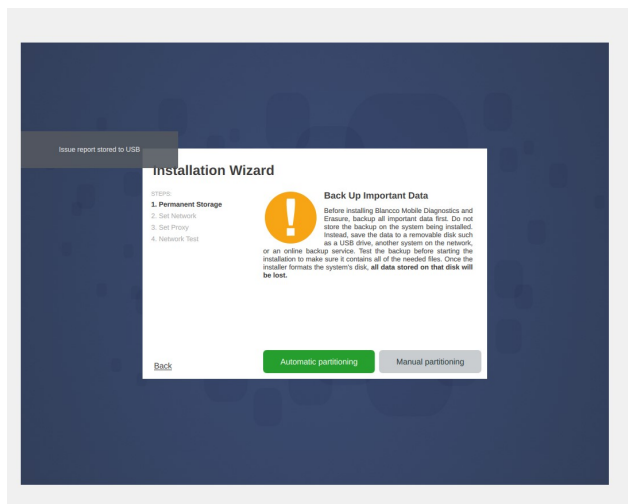 Issue report stored to USB
Installation Wizard
STEPS:
1. Permanent Storage
2. Set Network
3. Set Proxy
4. Network Test
Back Up Important Data
Before installing Blancco Mobile Diagnostics and
Erasure, backup all important data first. Do not
store the backup on the system being installed.
Instead, save the data to a removable disk such
as a USB drive, another system on the network,
or an online backup service. Test the backup before starting the
installation to make sure it contains all of the needed files. Once the
installer formats the system's disk, all data stored on that disk will
be lost.
Back
Automatic partitioning
Manual partitioning